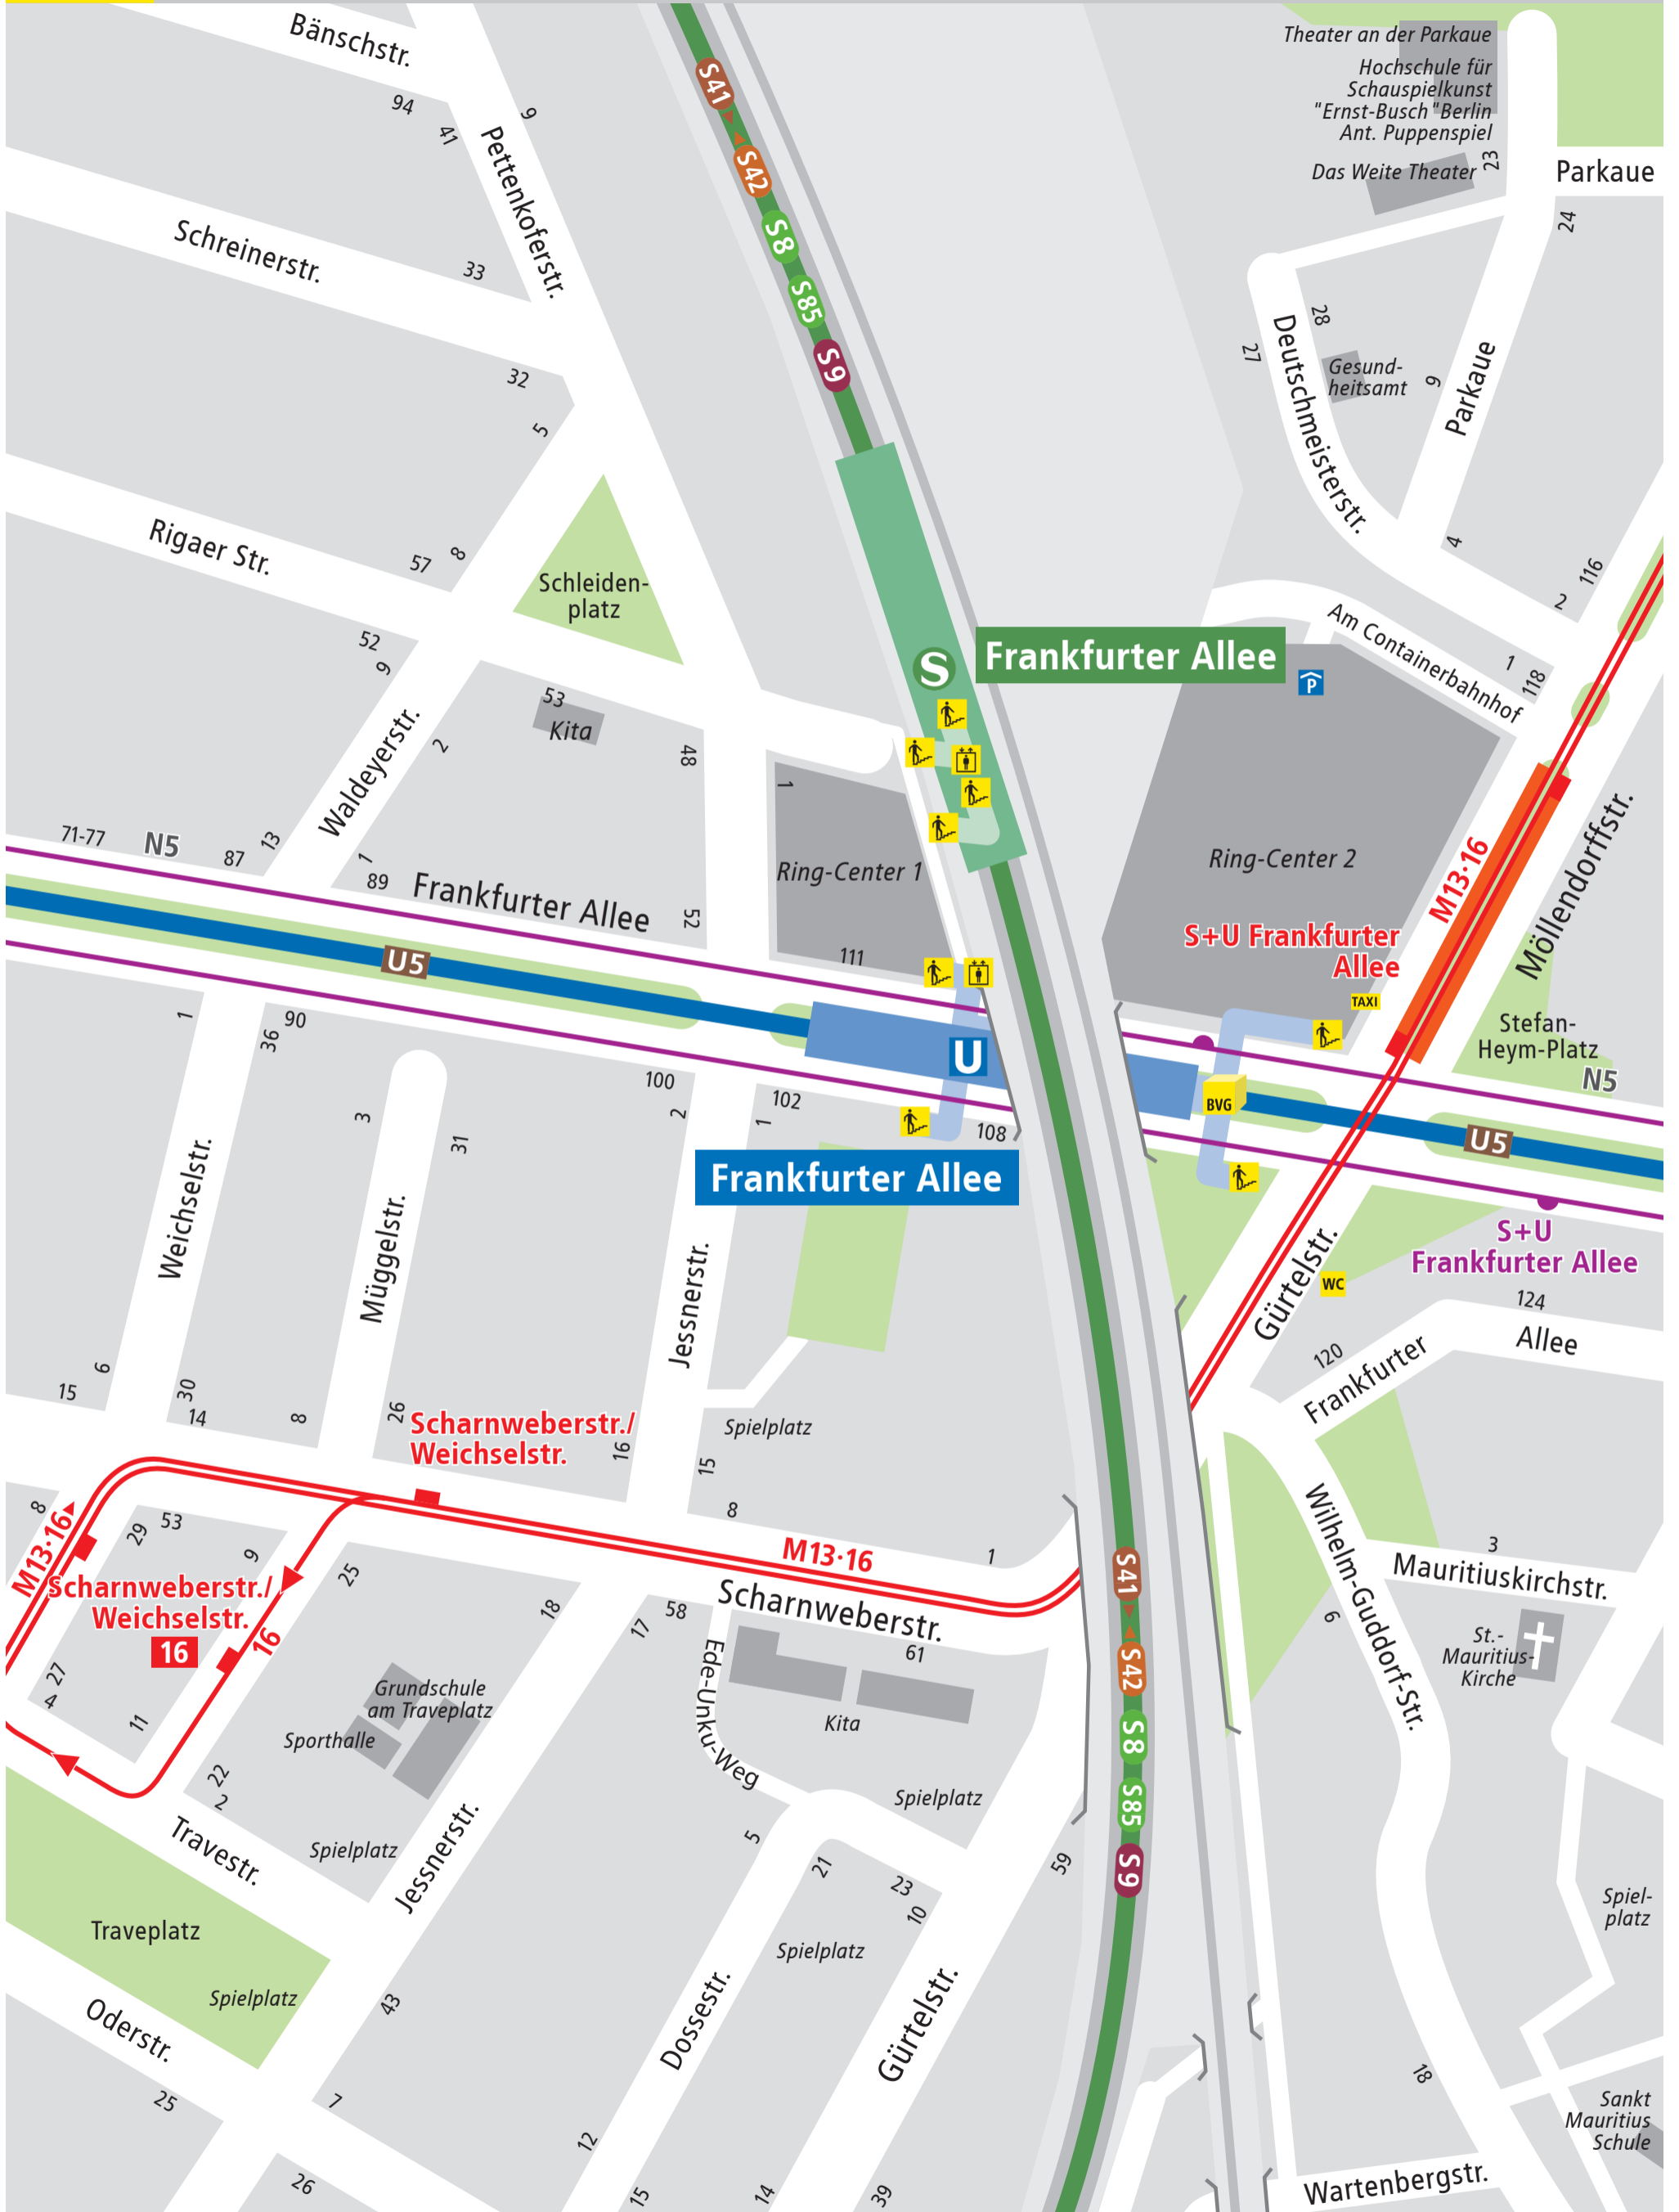 Bänschstr.
94
41
9
Pettenkoferstr.
S41
S42
S8
S85
S9
Theater an der Parkaue
Hochschule für
Schauspielkunst
"Ernst-Busch"Berlin
Ant. Puppenspiel
Das Weite Theater
23
Parkaue
24
Schreinerstr.
33
32
5
28
27
Deutschmeisterstr.
Gesund-
heitsamt
9
Parkaue
4
116
2
Rigaer Str.
57
8
Schleiden-
platz
52
9
53
Kita
48
Waldeyerstr.
2
S
Frankfurter Allee
P
Am Containerbahnhof
1
118
71-77
N5
87
13
1
89
Frankfurter Allee
52
1
Ring-Center 1
111
Ring-Center 2
M13·16
Möllendorffstr.
S+U Frankfurter
Allee
TAXI
Stefan-
Heym-Platz
N5
U5
U
BVG
U5
1
36
90
100
2
1
102
108
3
31
Frankfurter Allee
Weichselstr.
Müggelstr.
Jessnerstr.
Gürtelstr.
WC
S+U
Frankfurter Allee
124
120
Frankfurter
Allee
15
6
30
14
8
26
Scharnweberstr./
Weichselstr.
16
15
Spielplatz
8
1
8
M13·16
29
53
9
25
Scharnweberstr./
Weichselstr.
16
16
M13·16
Scharnweberstr.
18
17
58
61
27
4
11
Ede-Unku-Weg
Kita
Grundschule
am Traveplatz
Sporthalle
22
2
Spielplatz
Spielplatz
Travestr.
Jessnerstr.
S41
S42
S8
S85
S9
Wilhelm-Guddorf-Str.
3
Mauritiuskirchstr.
6
St.-
Mauritius-
Kirche
5
21
23
10
59
Traveplatz
Spielplatz
Spielplatz
Spiel-
platz
Oderstr.
43
Dossestr.
Gürtelstr.
25
7
12
18
Sankt
Mauritius
Schule
26
15
14
39
Wartenbergstr.